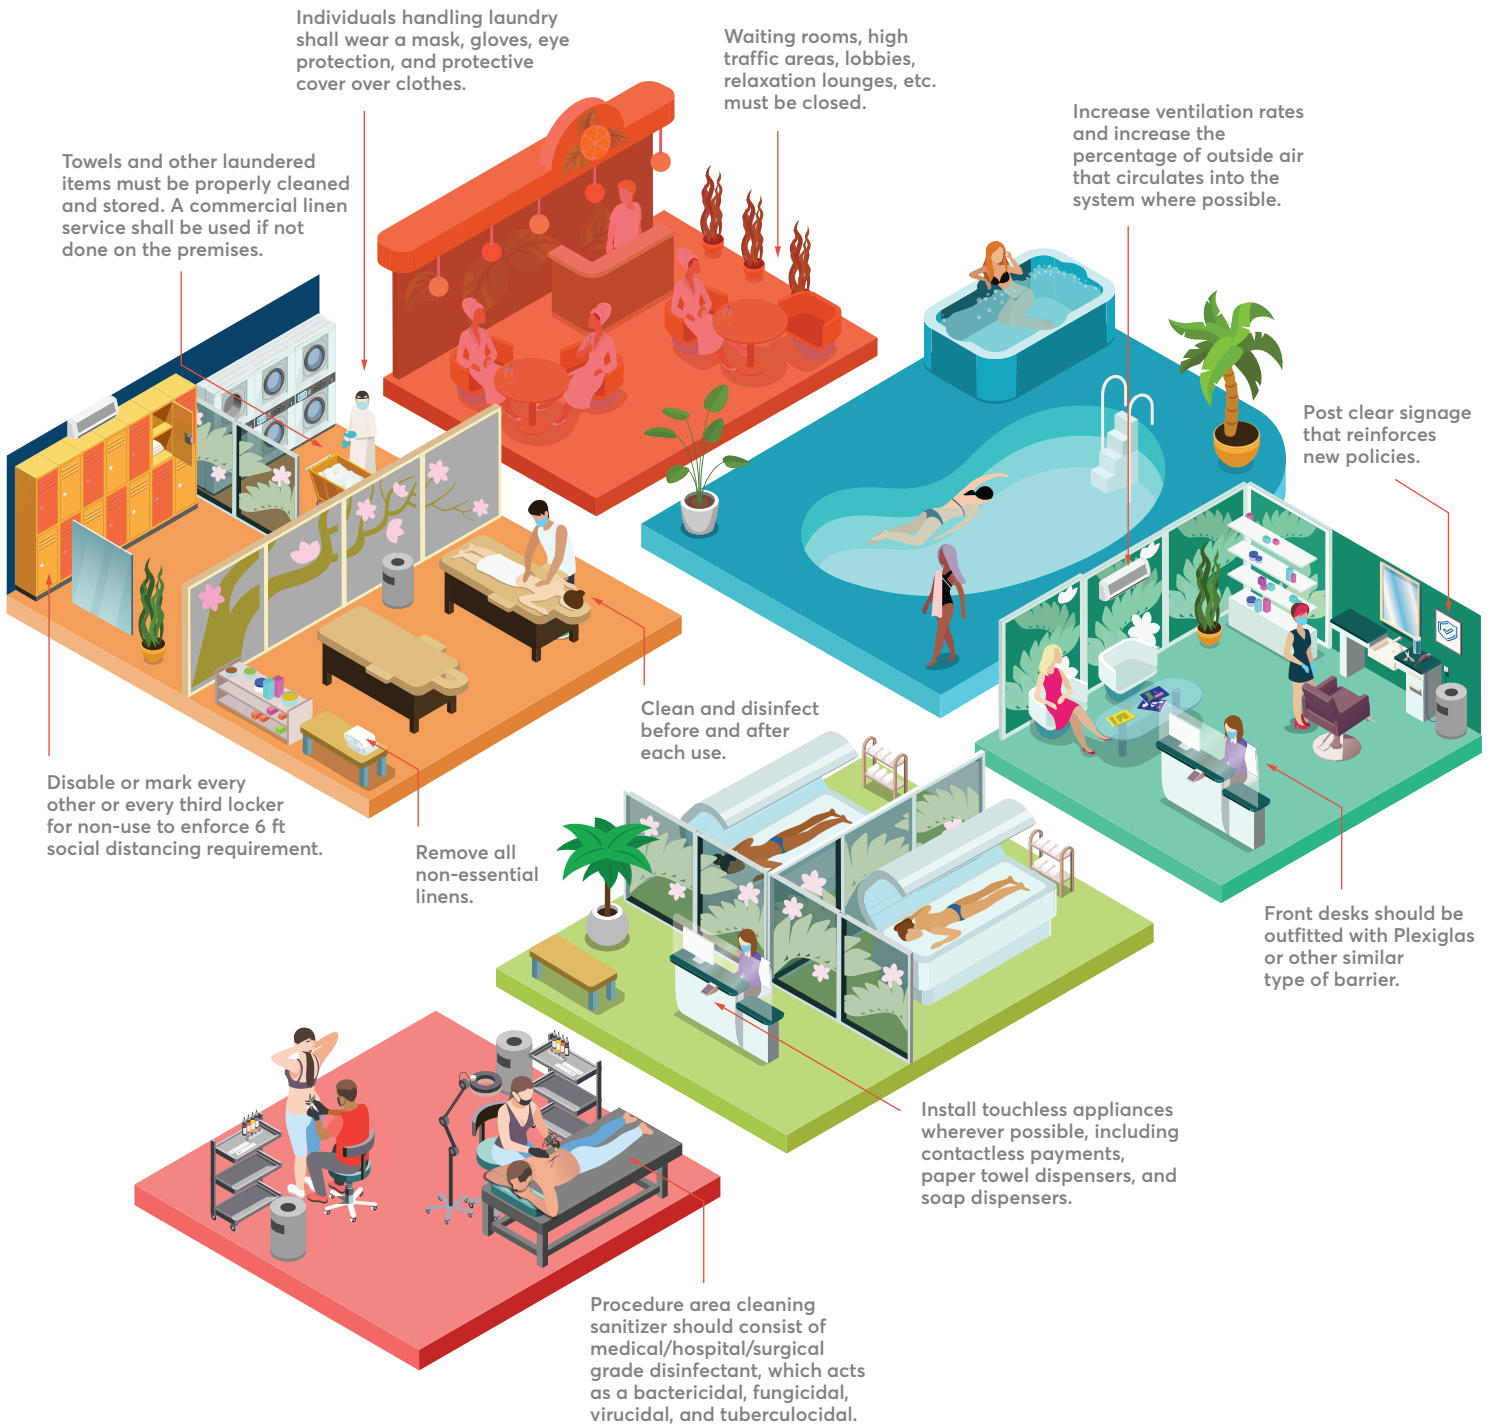 Individuals handling laundry
shall wear a mask, gloves, eye
protection, and protective
cover over clothes.
Waiting rooms, high
traffic areas, lobbies,
relaxation lounges, etc.
must be closed.
Increase ventilation rates
and increase the
percentage of outside air
that circulates into the
system where possible.
Towels and other laundered
items must be properly cleaned
and stored. A commercial linen
service shall be used if not
done on the premises.
Post clear signage
that reinforces
new policies.
Clean and disinfect
before and after
each use.
Disable or mark every
other or every third locker
for non-use to enforce 6 ft
social distancing requirement.
Remove all
non-essential
linens.
Front desks should be
outfitted with Plexiglas
or other similar
type of barrier.
Install touchless appliances
wherever possible, including
contactless payments,
paper towel dispensers, and
soap dispensers.
Procedure area cleaning
sanitizer should consist of
medical/hospital/surgical
grade disinfectant, which acts
as a bactericidal, fungicidal,
virucidal, and tuberculocidal.